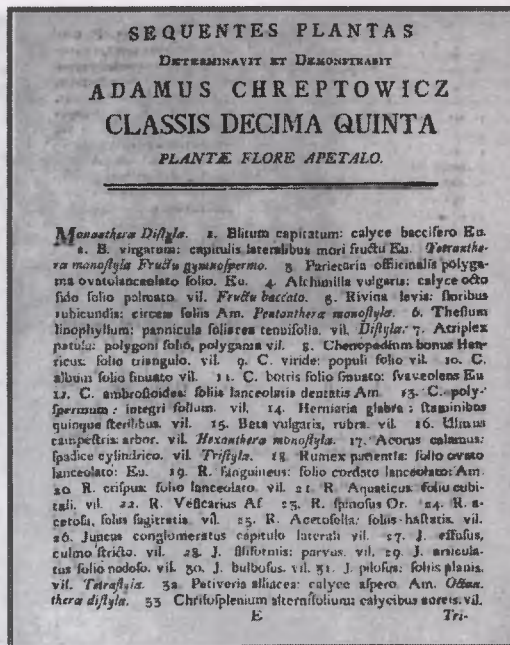 SEQUENTES PLANTAS
DETERMINAVIT ET DEMONSTRABIT
ADAMUS CHREPTOWICZ
CLASSIS DECIMA QUINTA
PLANTÆ FLORE APETALO.
Monanthera Diſtyla. 1. Blitum capitatum: calyce baccifero Eu.
2. B. virgatum: capitulis lateralibus mori fructu Eu. Tetranthe-
ra monoſtyla Fructu gymnoſpermo. 3. Parietaria officinalis polyga-
ma ovatolanceolato folio. Eu. 4. Alchimilla vulgaris: calyce octo
fido folio palmato. vil. Fructu baccato. 5. Rivina levis: floribus
rubicundis: foliis Am. Pentanthera monoſtyla. 6. Theſium
linophyllum: pannicula foliacea tenuifolia. vil. Diſtyla: 7. Atriplex
patula: polygoni folio, polygama vil. 8. Chenopodium bonus Hen-
ricus: folio triangulo. vil. 9. C. viride: populi folio vil. 10. C.
album folio ſinuato vil. 11. C. botris folio ſinuato: ſvaveolens Eu
12. C. ambroſioides: foliis lanceolatis dentatis Am. 13. C. poly-
ſpermum: integri folium. vil. 14. Herniaria glabra: ſtaminibus
quinque ſterilibus. vil. 15. Beta vulgaris, rubra. vil. 16. Ulmus
campeſtris arbor. vil. Hexanthera monoſtyla. 17. Acorus calamus:
ſpadice cylindrico. vil. Triſtyla. 18. Rumex patientia: folio ovato
lanceolato: Eu. 19. R. ſanguineus: folio cordato lanceolato: Am.
20 R. criſpus folio lanceolato. vil. 21 R. Aquaticus foliu cubi-
tali. vil. 22. R. Veſicarius Af 23. R. ſpinoſus Or. 24. R. a-
cetoſa, foliis ſagittatis. vil. 25. R. Acetoſella: foliis haſtatis. vil.
26. Juncus conglomeratus capitulo laterali vil. 27. J. effuſus,
culmo ſtricto. vil. 28. J. filiformis: parvus. vil. 29. J. articula-
tus folio nodoſo. vil. 30. J. bulboſus. vil. 31. J. piloſus: foliis planis.
vil. Tetraſtyla. 32. Petiveria alliacea: calyce aſpero. Am. Octan-
thera diſtyla. 33 Chriſoſplenium alternifolium: calycibus aureis. vil.
E Tri-